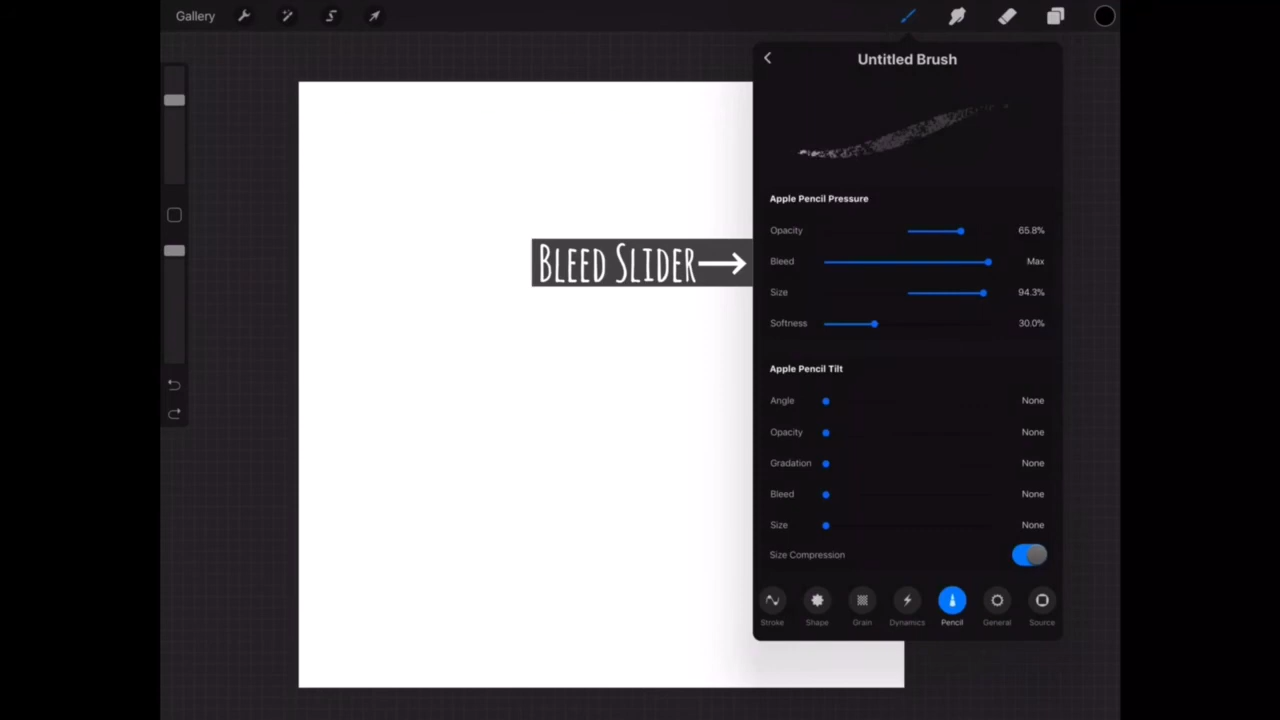 Gallery
Untitled Brush
Apple Pencil Pressure
Opacity 65.8%
BLEED SLIDER
Bleed Max
Size 94.3%
Softness 30.0%
Apple Pencil Tilt
Angle None
Opacity None
Gradation None
Bleed None
Size None
Size Compression
Stroke Shape Grain Dynamics Pencil General Source